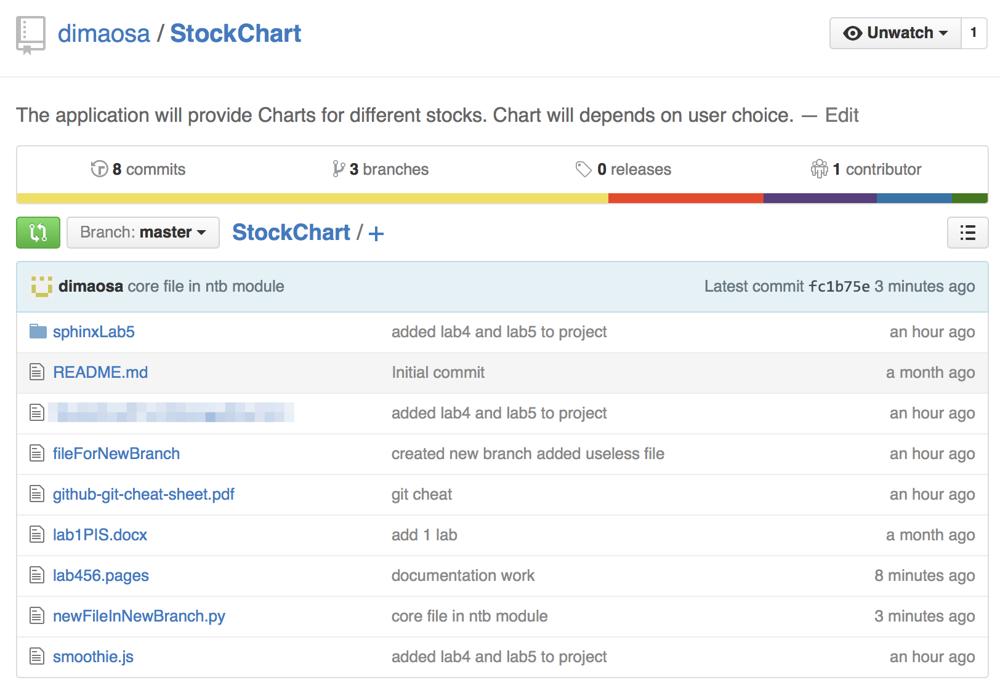 dimaosa / StockChart
Unwatch 1
The application will provide Charts for different stocks. Chart will depends on user choice. — Edit
8 commits 3 branches 0 releases 1 contributor
Branch: master StockChart / +
dimaosa core file in ntb module Latest commit fc1b75e 3 minutes ago
sphinxLab5 added lab4 and lab5 to project an hour ago
README.md Initial commit a month ago
added lab4 and lab5 to project an hour ago
fileForNewBranch created new branch added useless file an hour ago
github-git-cheat-sheet.pdf git cheat an hour ago
lab1PIS.docx add 1 lab a month ago
lab456.pages documentation work 8 minutes ago
newFileInNewBranch.py core file in ntb module 3 minutes ago
smoothie.js added lab4 and lab5 to project an hour ago